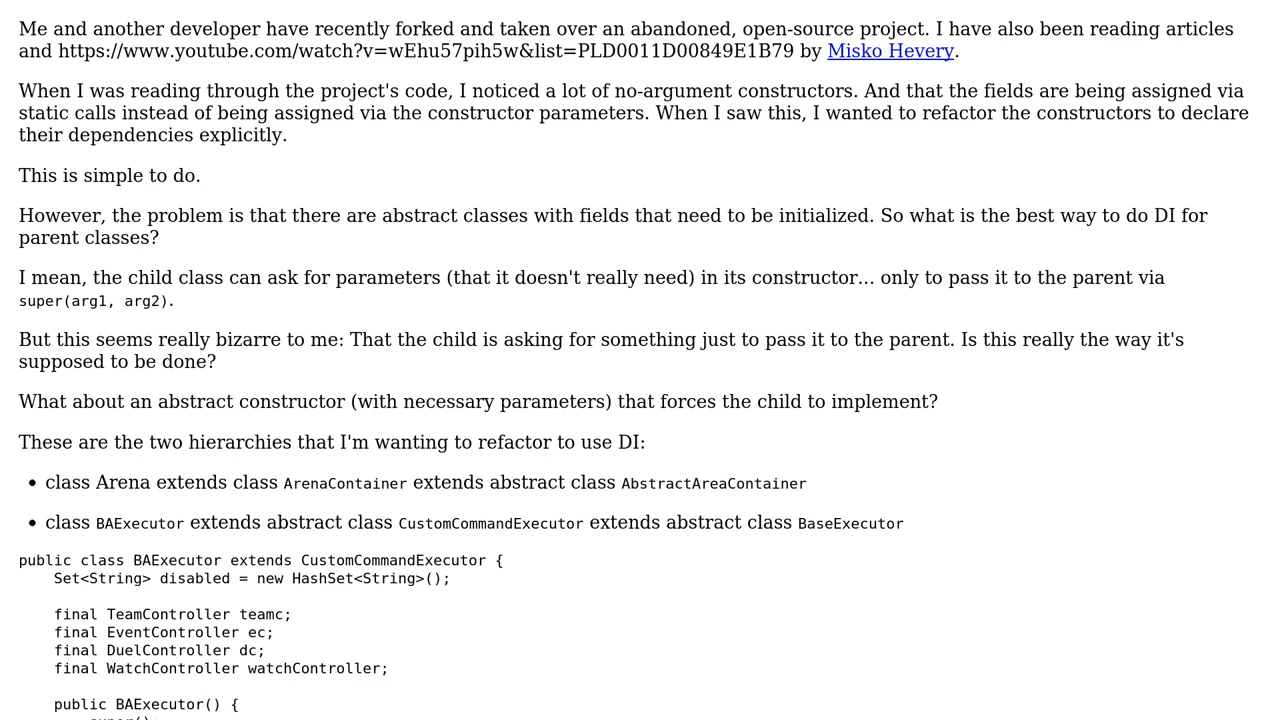 Me and another developer have recently forked and taken over an abandoned, open-source project. I have also been reading articles
and https://www.youtube.com/watch?v=wEhu57pih5w&list=PLD0011D00849E1B79 by Misko Hevery.
When I was reading through the project's code, I noticed a lot of no-argument constructors. And that the fields are being assigned via
static calls instead of being assigned via the constructor parameters. When I saw this, I wanted to refactor the constructors to declare
their dependencies explicitly.
This is simple to do.
However, the problem is that there are abstract classes with fields that need to be initialized. So what is the best way to do DI for
parent classes?
I mean, the child class can ask for parameters (that it doesn't really need) in its constructor... only to pass it to the parent via
super(arg1, arg2).
But this seems really bizarre to me: That the child is asking for something just to pass it to the parent. Is this really the way it's
supposed to be done?
What about an abstract constructor (with necessary parameters) that forces the child to implement?
These are the two hierarchies that I'm wanting to refactor to use DI:
• class Arena extends class ArenaContainer extends abstract class AbstractAreaContainer
• class BAExecutor extends abstract class CustomCommandExecutor extends abstract class BaseExecutor
public class BAExecutor extends CustomCommandExecutor {
    Set<String> disabled = new HashSet<String>();
    final TeamController teamc;
    final EventController ec;
    final DuelController dc;
    final WatchController watchController;
    public BAExecutor() {
        super();